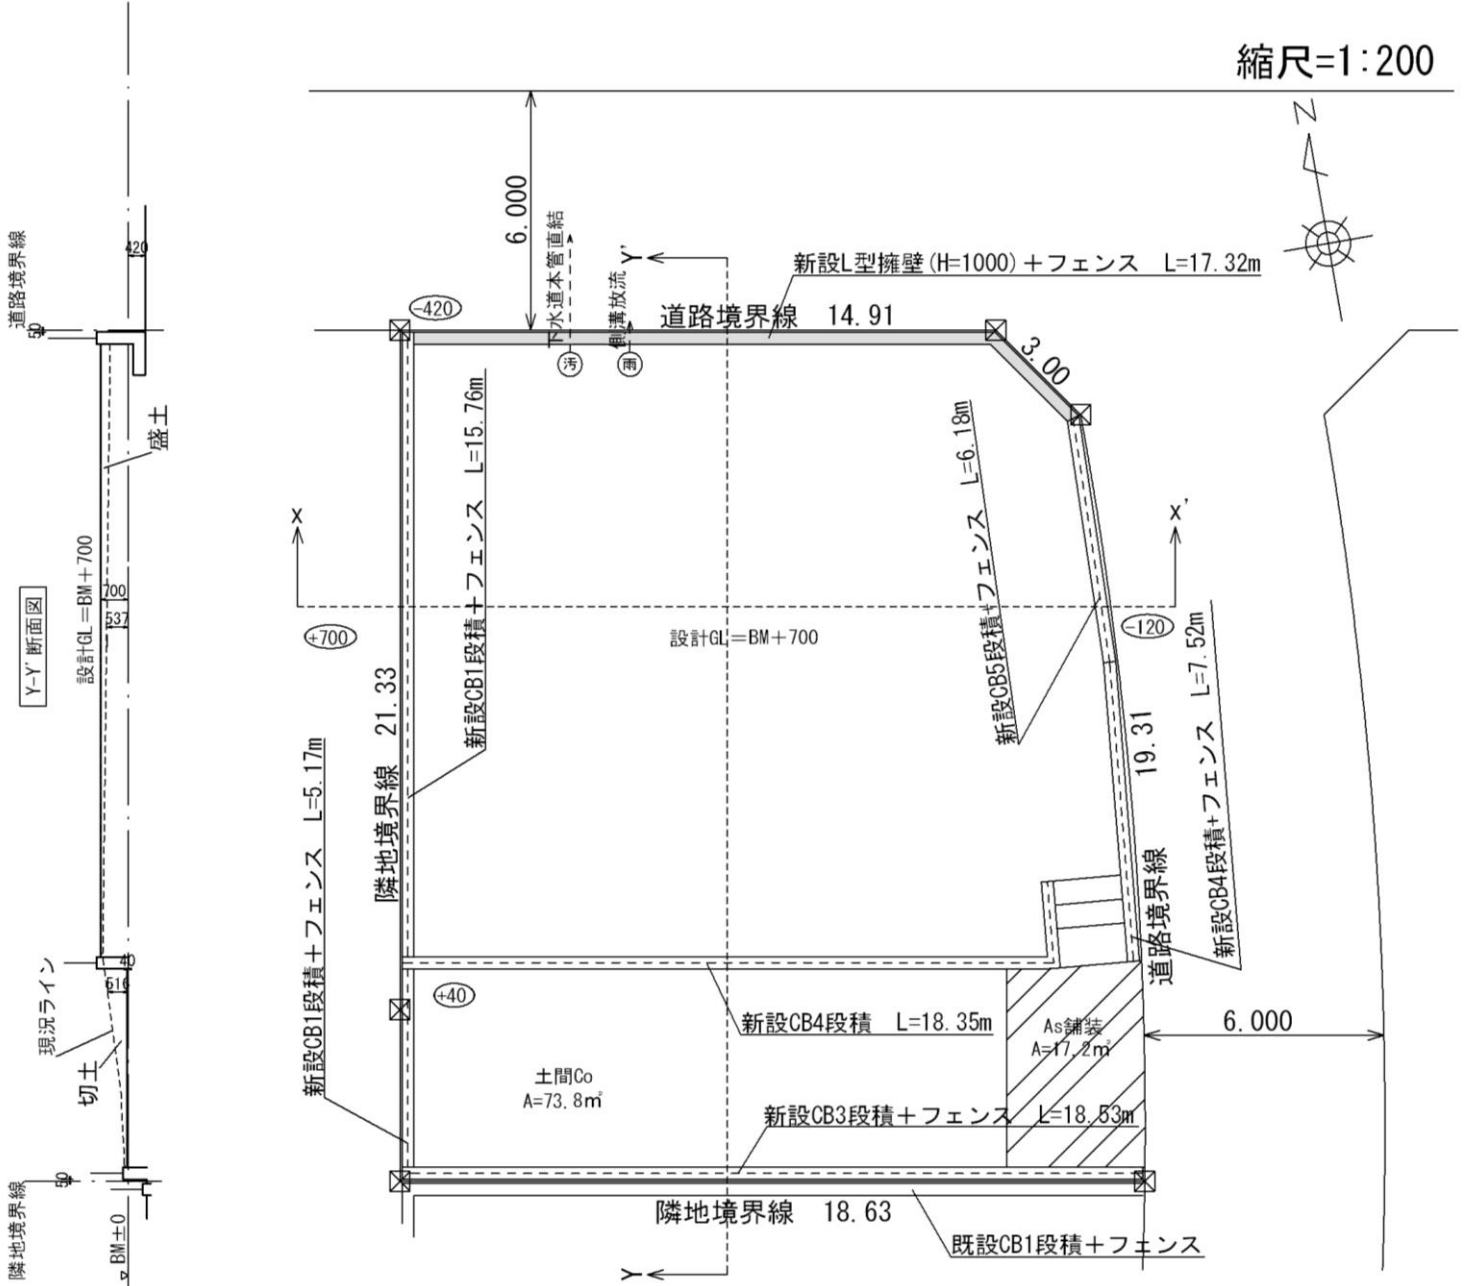 縮尺=1:200
N
6.000
下水道本管直結
側溝放流
Y'
新設L型擁壁(H=1000)+フェンス L=17.32m
道路境界線 14.91
-420
汚
雨
3.00
新設CB1段積+フェンス L=15.76m
新設CB5段積+フェンス L=6.18m
X
X'
+700
設計GL=BM+700
-120
隣地境界線 21.33
19.31
道路境界線
新設CB4段積+フェンス L=7.52m
新設CB1段積+フェンス L=5.17m
+40
新設CB4段積 L=18.35m
As舗装
A=17.2㎡
6.000
土間Co
A=73.8㎡
新設CB3段積+フェンス L=18.53m
隣地境界線 18.63
既設CB1段積+フェンス
Y
道路境界線
420
50
盛土
Y-Y'断面図
設計GL=BM+700
700
537
現況ライン
40
616
切土
隣地境界線
50
BM±0